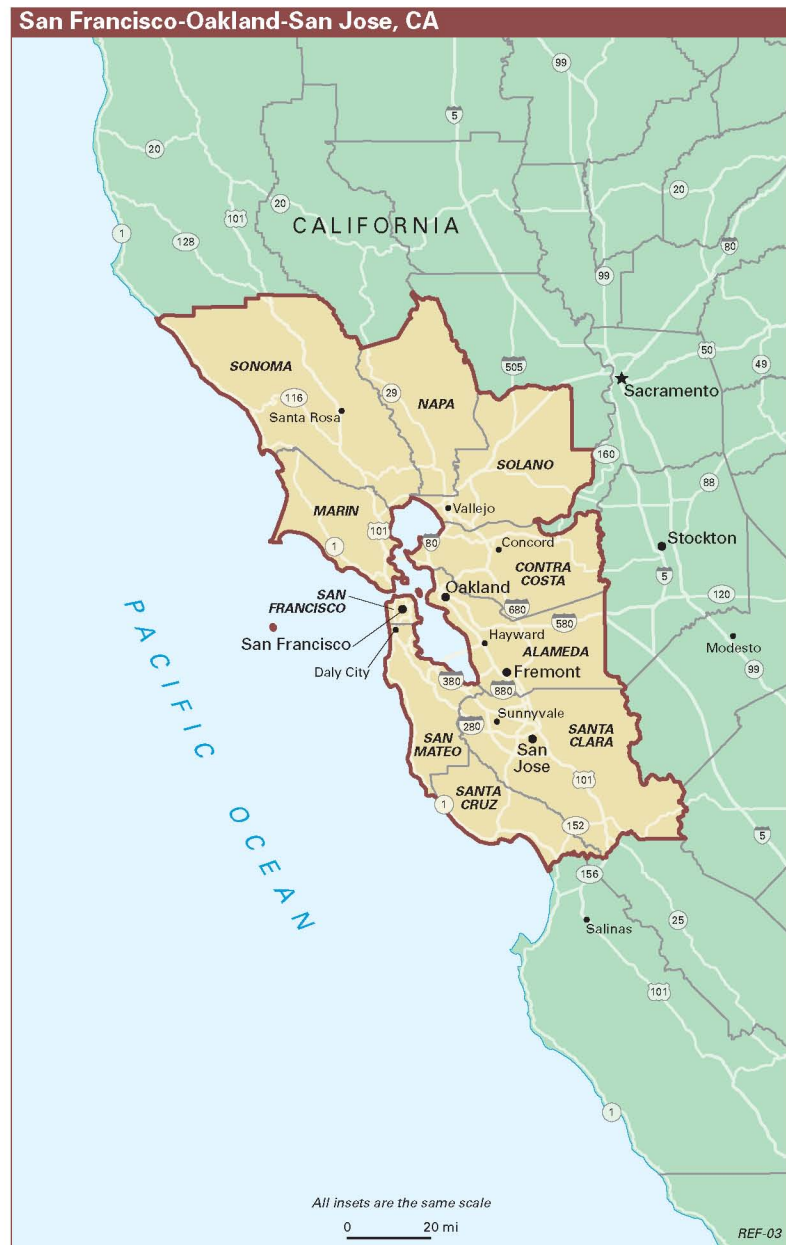 San Francisco-Oakland-San Jose, CA
99
5
20
20
20
101
CALIFORNIA
1
128
80
99
50
SONOMA
505
49
29
Sacramento
116
NAPA
Santa Rosa
SOLANO
160
88
MARIN
Vallejo
101
80
Concord
Stockton
1
CONTRA
COSTA
5
SAN
FRANCISCO
Oakland
680
580
120
San Francisco
Hayward
ALAMEDA
Modesto
Daly City
Fremont
99
380
880
PACIFIC OCEAN
280
Sunnyvale
SANTA
CLARA
SAN
MATEO
San
Jose
101
SANTA
CRUZ
1
152
5
156
Salinas
25
101
1
All insets are the same scale
0 20 mi
REF-03